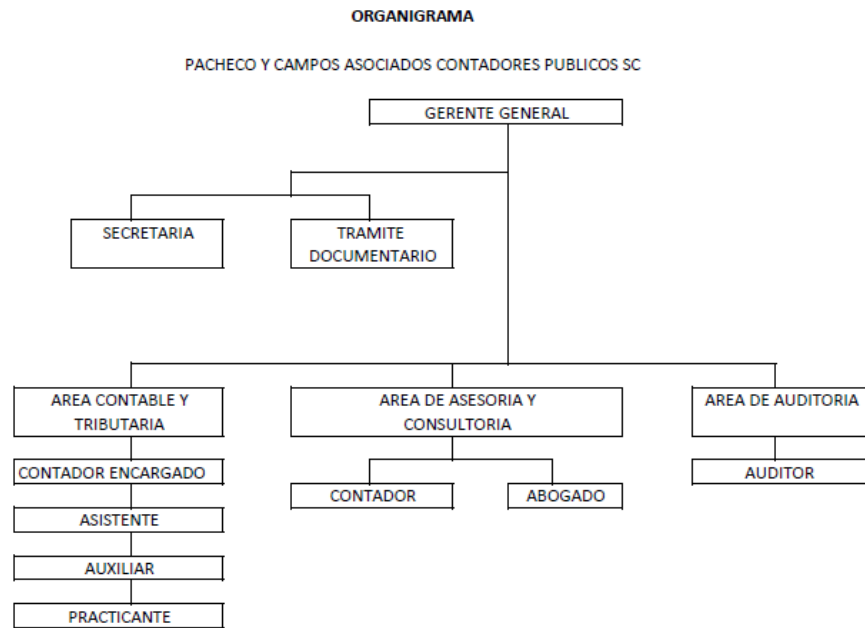 ORGANIGRAMA
PACHECO Y CAMPOS ASOCIADOS CONTADORES PUBLICOS SC
GERENTE GENERAL
SECRETARIA
TRAMITE
DOCUMENTARIO
AREA CONTABLE Y
TRIBUTARIA
AREA DE ASESORIA Y
CONSULTORIA
AREA DE AUDITORIA
CONTADOR ENCARGADO
ASISTENTE
AUXILIAR
PRACTICANTE
CONTADOR
ABOGADO
AUDITOR